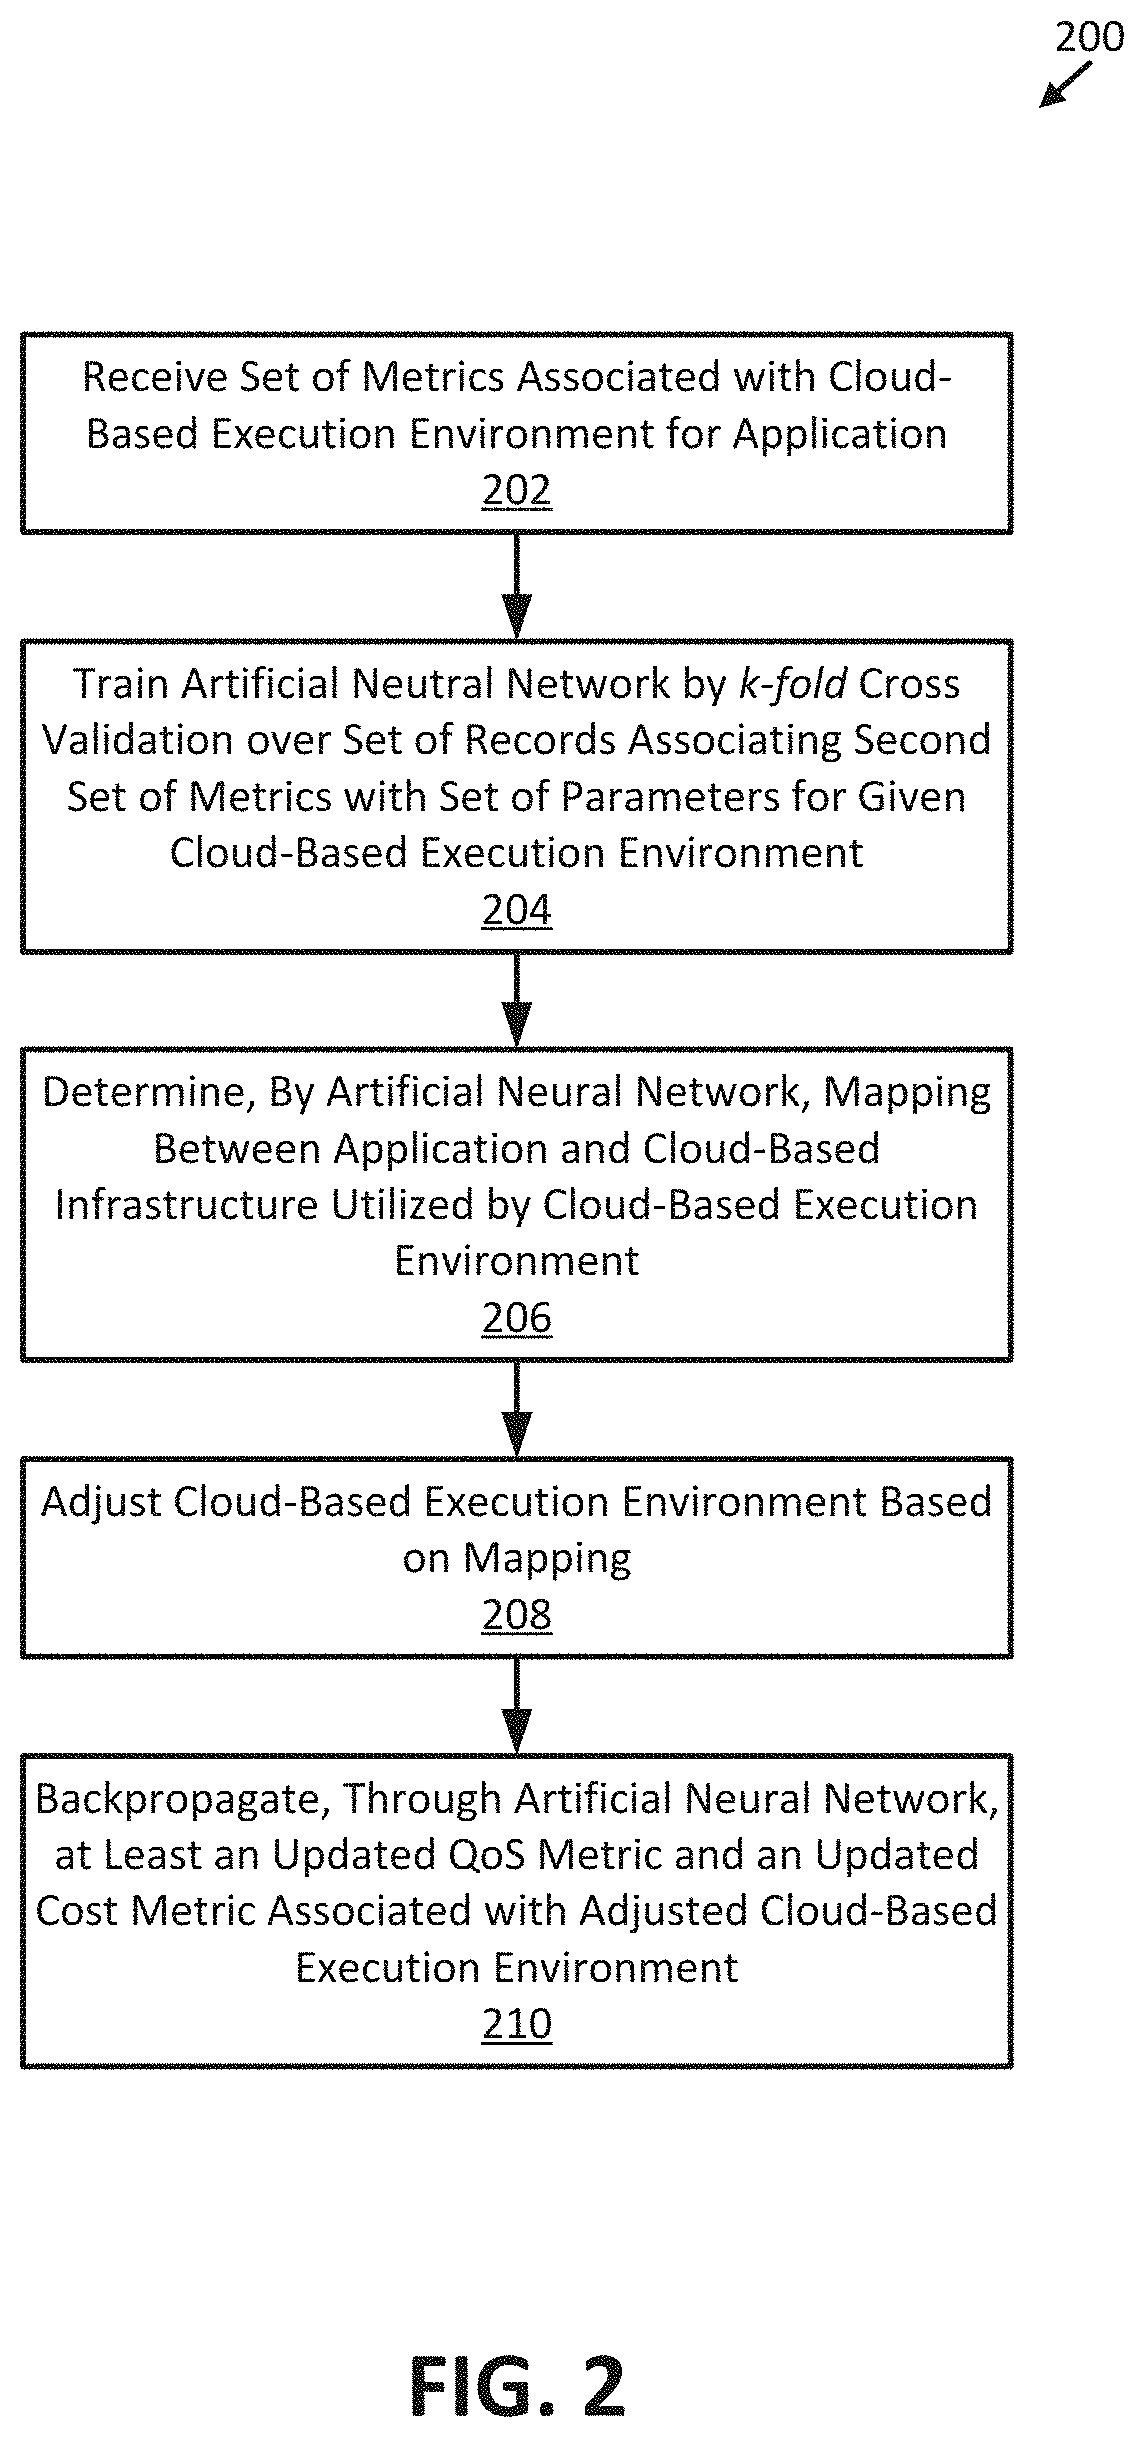 200
Receive Set of Metrics Associated with Cloud-
Based Execution Environment for Application
202
Train Artificial Neutral Network by k-fold Cross
Validation over Set of Records Associating Second
Set of Metrics with Set of Parameters for Given
Cloud-Based Execution Environment
204
Determine, By Artificial Neural Network, Mapping
Between Application and Cloud-Based
Infrastructure Utilized by Cloud-Based Execution
Environment
206
Adjust Cloud-Based Execution Environment Based
on Mapping
208
Backpropagate, Through Artificial Neural Network,
at Least an Updated QoS Metric and an Updated
Cost Metric Associated with Adjusted Cloud-Based
Execution Environment
210
FIG. 2